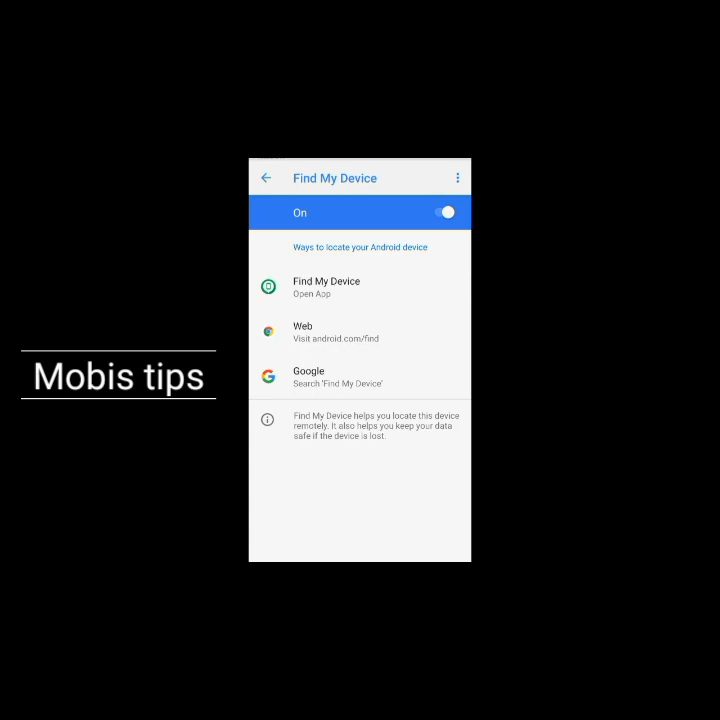 Find My Device
On
Ways to locate your Android device
Find My Device
Open App
Web
Visit android.com/find
Mobis tips
Google
Search 'Find My Device'
Find My Device helps you locate this device
remotely. It also helps you keep your data
safe if the device is lost.